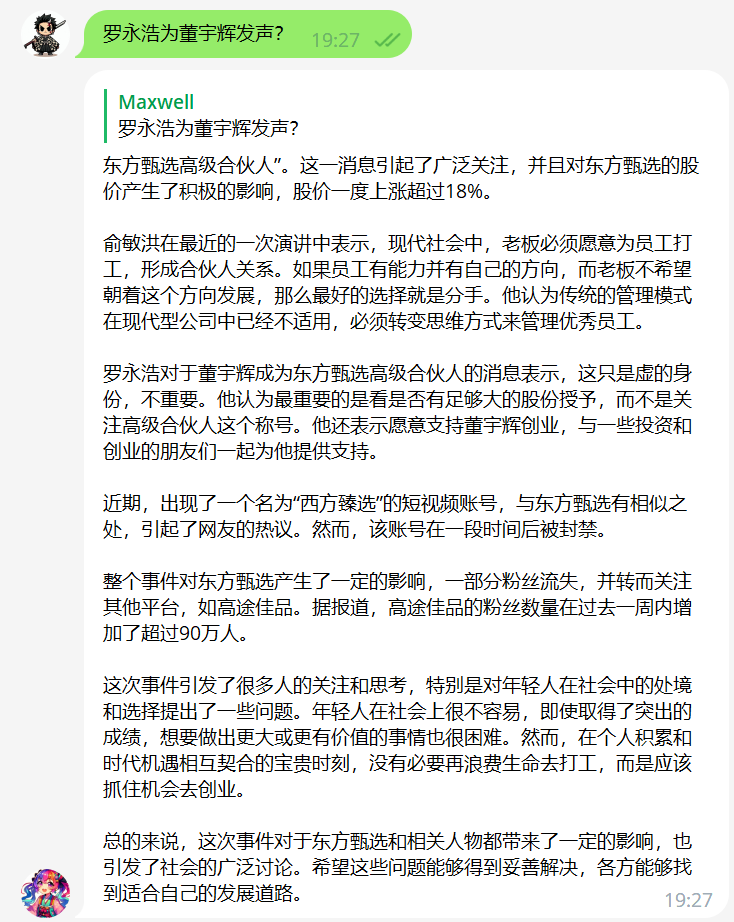 罗永浩为董宇辉发声？ 19:27
Maxwell
罗永浩为董宇辉发声？
东方甄选高级合伙人”。这一消息引起了广泛关注，并且对东方甄选的股
价产生了积极的影响，股价一度上涨超过18%。
俞敏洪在最近的一次演讲中表示，现代社会中，老板必须愿意为员工打
工，形成合伙人关系。如果员工有能力并有自己的方向，而老板不希望
朝着这个方向发展，那么最好的选择就是分手。他认为传统的管理模式
在现代型公司中已经不适用，必须转变思维方式来管理优秀员工。
罗永浩对于董宇辉成为东方甄选高级合伙人的消息表示，这只是虚的身
份，不重要。他认为最重要的是看是否有足够大的股份授予，而不是关
注高级合伙人这个称号。他还表示愿意支持董宇辉创业，与一些投资和
创业的朋友们一起为他提供支持。
近期，出现了一个名为“西方臻选”的短视频账号，与东方甄选有相似之
处，引起了网友的热议。然而，该账号在一段时间后被封禁。
整个事件对东方甄选产生了一定的影响，一部分粉丝流失，并转而关注
其他平台，如高途佳品。据报道，高途佳品的粉丝数量在过去一周内增
加了超过90万人。
这次事件引发了很多人的关注和思考，特别是对年轻人在社会中的处境
和选择提出了一些问题。年轻人在社会上很不容易，即使取得了突出的
成绩，想要做出更大或更有价值的事情也很困难。然而，在个人积累和
时代机遇相互契合的宝贵时刻，没有必要再浪费生命去打工，而是应该
抓住机会去创业。
总的来说，这次事件对于东方甄选和相关人物都带来了一定的影响，也
引发了社会的广泛讨论。希望这些问题能够得到妥善解决，各方能够找
到适合自己的发展道路。 19:27